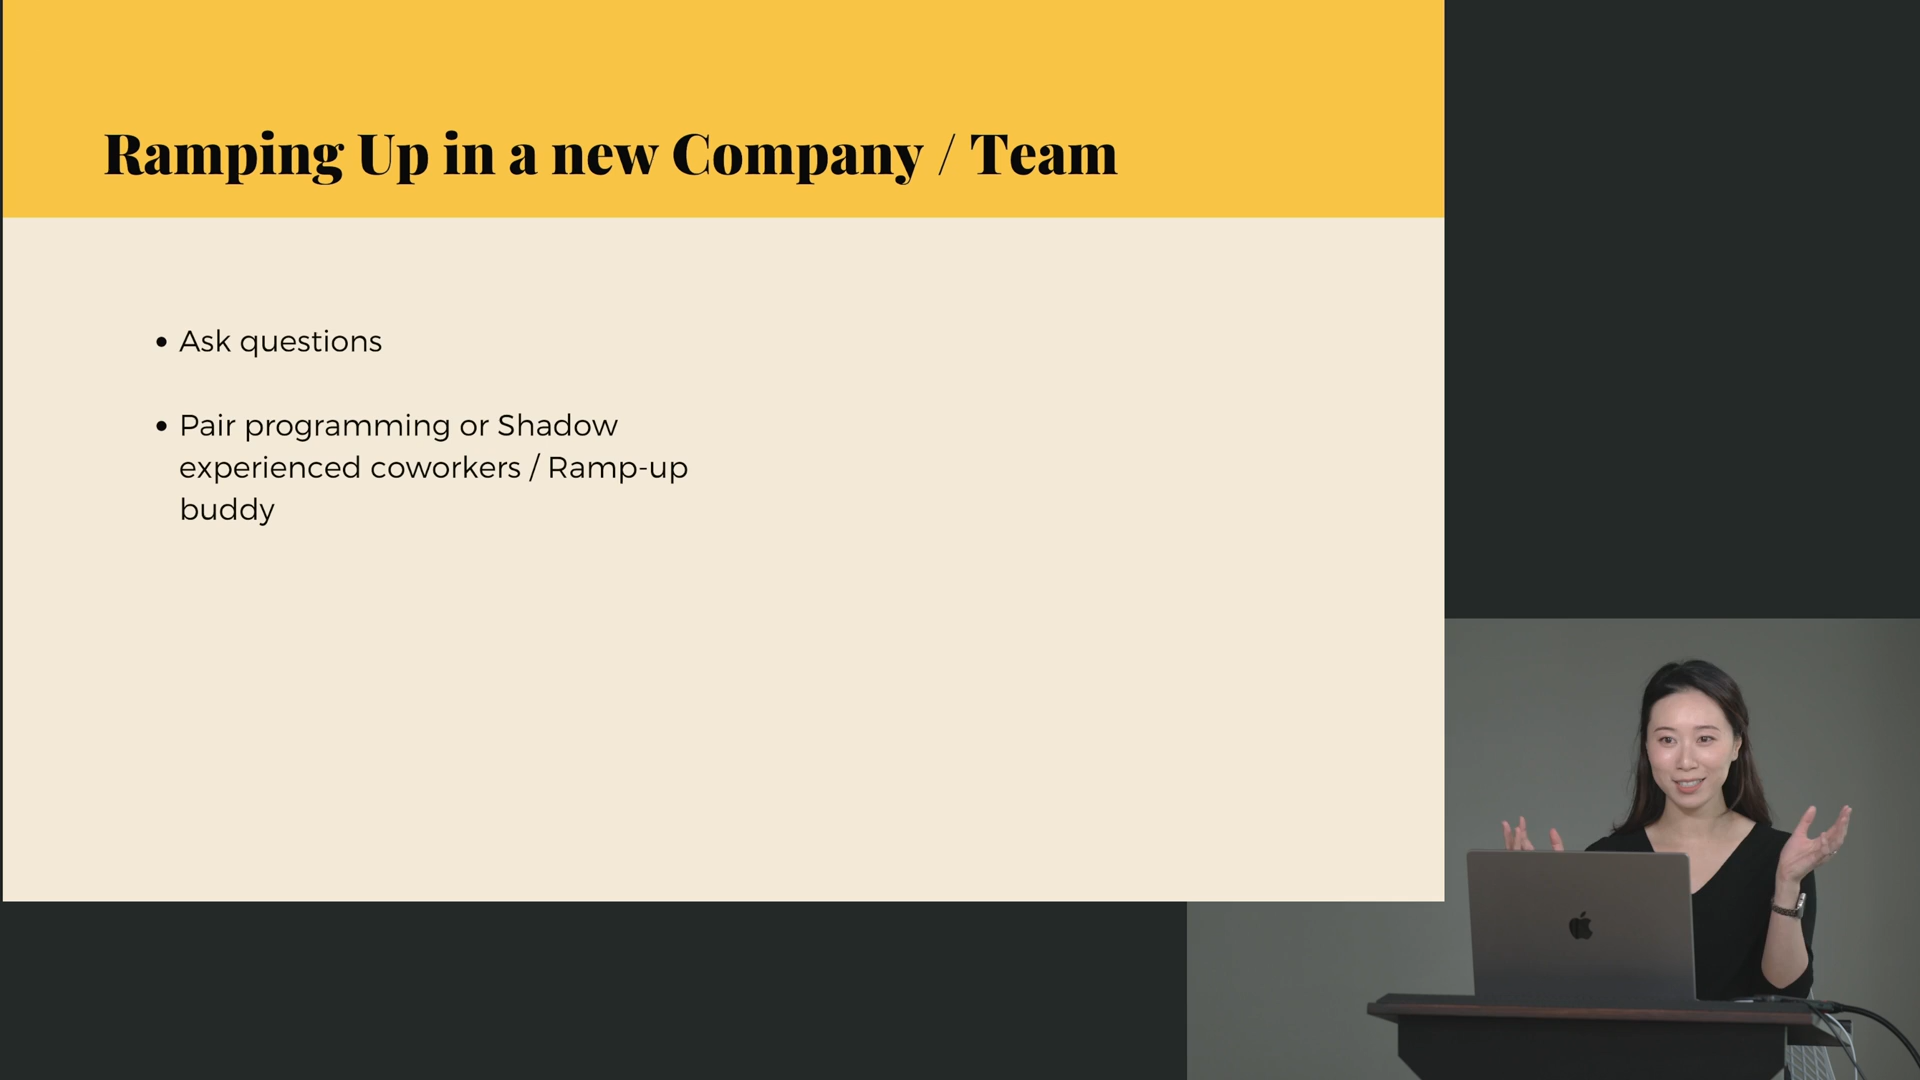 Ramping Up in a new Company / Team
• Ask questions
• Pair programming or Shadow
experienced coworkers / Ramp-up
buddy